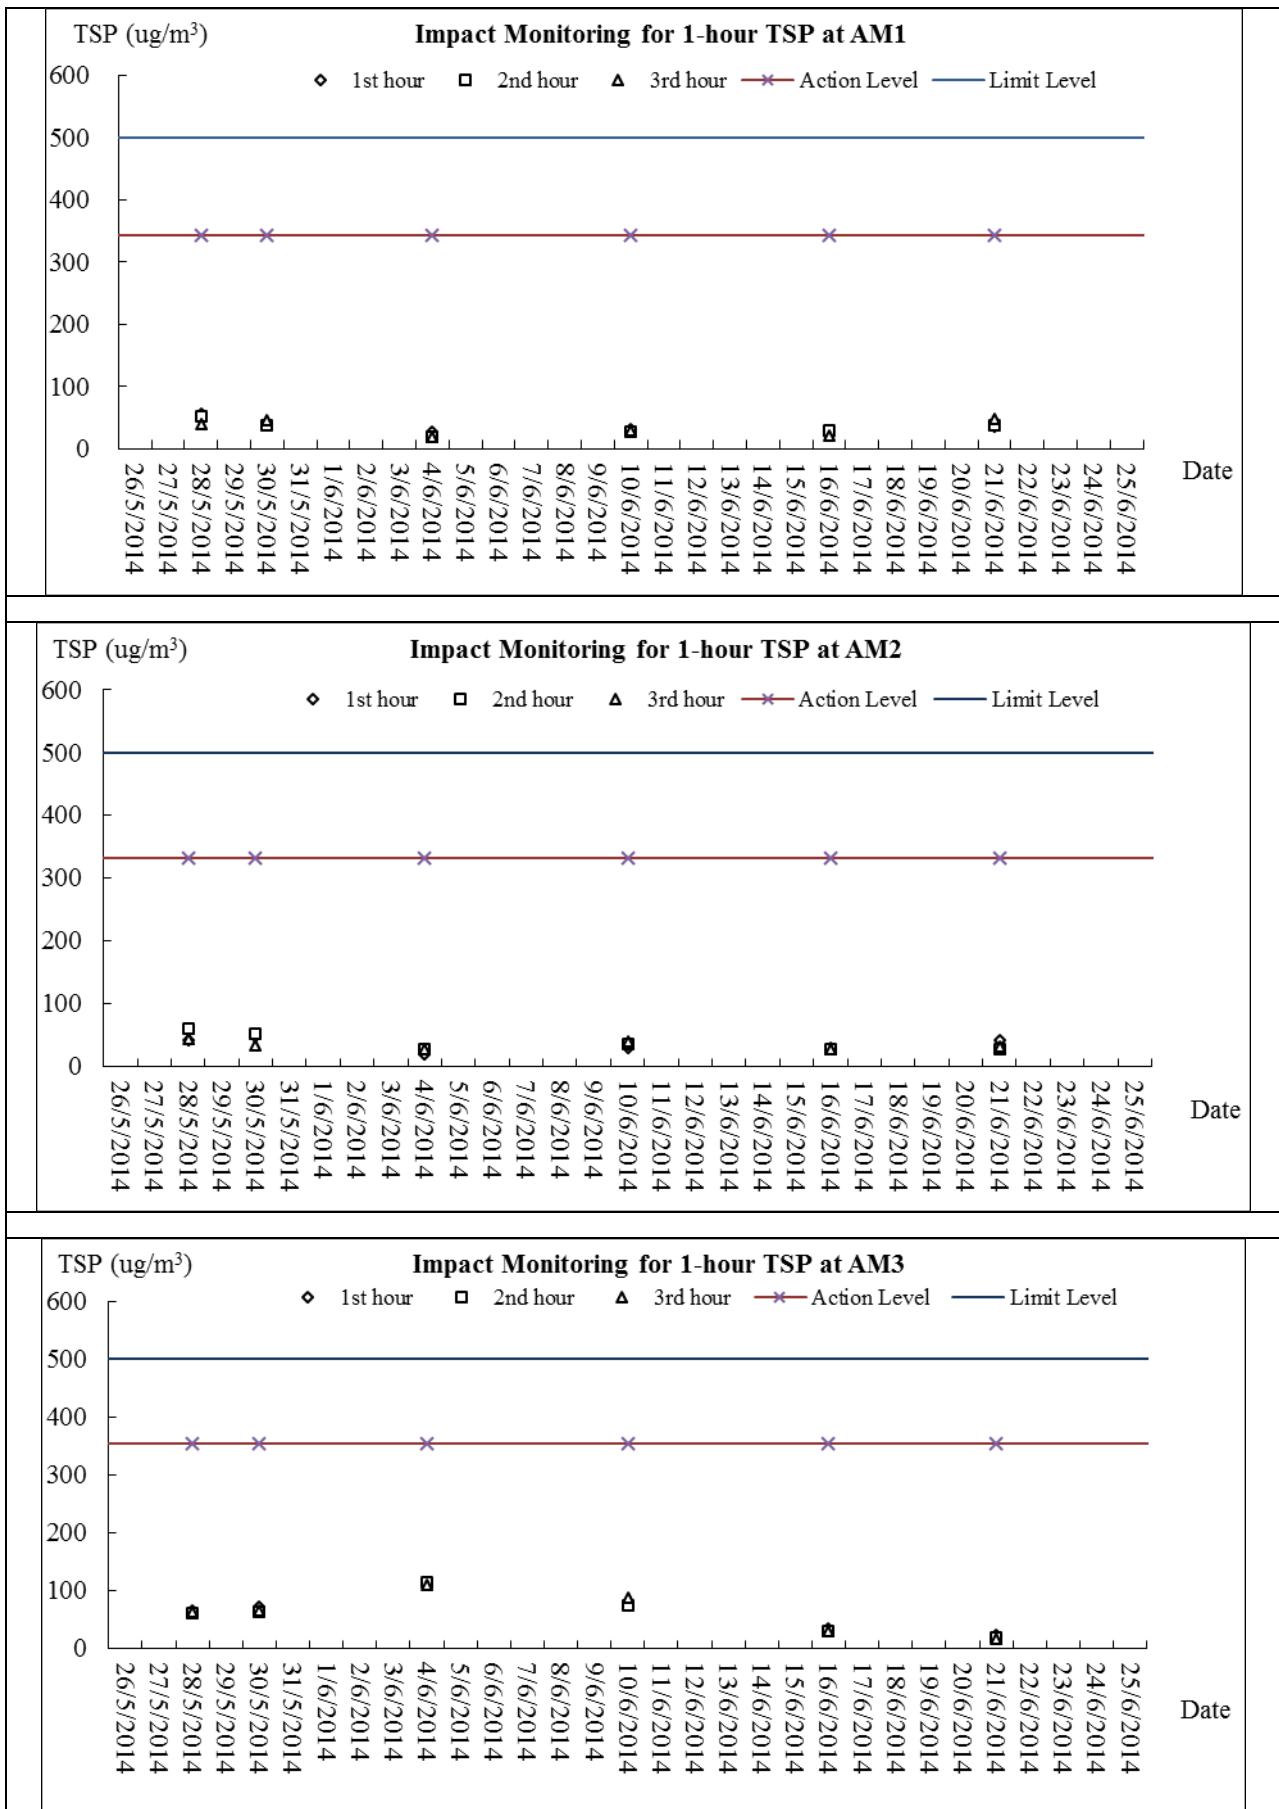 TSP (ug/m³) Impact Monitoring for 1-hour TSP at AM1
600 1st hour 2nd hour 3rd hour Action Level Limit Level
500
400
300
200
100
0
26/5/2014 27/5/2014 28/5/2014 29/5/2014 30/5/2014 31/5/2014 1/6/2014 2/6/2014 3/6/2014 4/6/2014 5/6/2014 6/6/2014 7/6/2014 8/6/2014 9/6/2014 10/6/2014 11/6/2014 12/6/2014 13/6/2014 14/6/2014 15/6/2014 16/6/2014 17/6/2014 18/6/2014 19/6/2014 20/6/2014 21/6/2014 22/6/2014 23/6/2014 24/6/2014 25/6/2014 Date
TSP (ug/m³) Impact Monitoring for 1-hour TSP at AM2
600 1st hour 2nd hour 3rd hour Action Level Limit Level
500
400
300
200
100
0
26/5/2014 27/5/2014 28/5/2014 29/5/2014 30/5/2014 31/5/2014 1/6/2014 2/6/2014 3/6/2014 4/6/2014 5/6/2014 6/6/2014 7/6/2014 8/6/2014 9/6/2014 10/6/2014 11/6/2014 12/6/2014 13/6/2014 14/6/2014 15/6/2014 16/6/2014 17/6/2014 18/6/2014 19/6/2014 20/6/2014 21/6/2014 22/6/2014 23/6/2014 24/6/2014 25/6/2014 Date
TSP (ug/m³) Impact Monitoring for 1-hour TSP at AM3
600 1st hour 2nd hour 3rd hour Action Level Limit Level
500
400
300
200
100
0
26/5/2014 27/5/2014 28/5/2014 29/5/2014 30/5/2014 31/5/2014 1/6/2014 2/6/2014 3/6/2014 4/6/2014 5/6/2014 6/6/2014 7/6/2014 8/6/2014 9/6/2014 10/6/2014 11/6/2014 12/6/2014 13/6/2014 14/6/2014 15/6/2014 16/6/2014 17/6/2014 18/6/2014 19/6/2014 20/6/2014 21/6/2014 22/6/2014 23/6/2014 24/6/2014 25/6/2014 Date